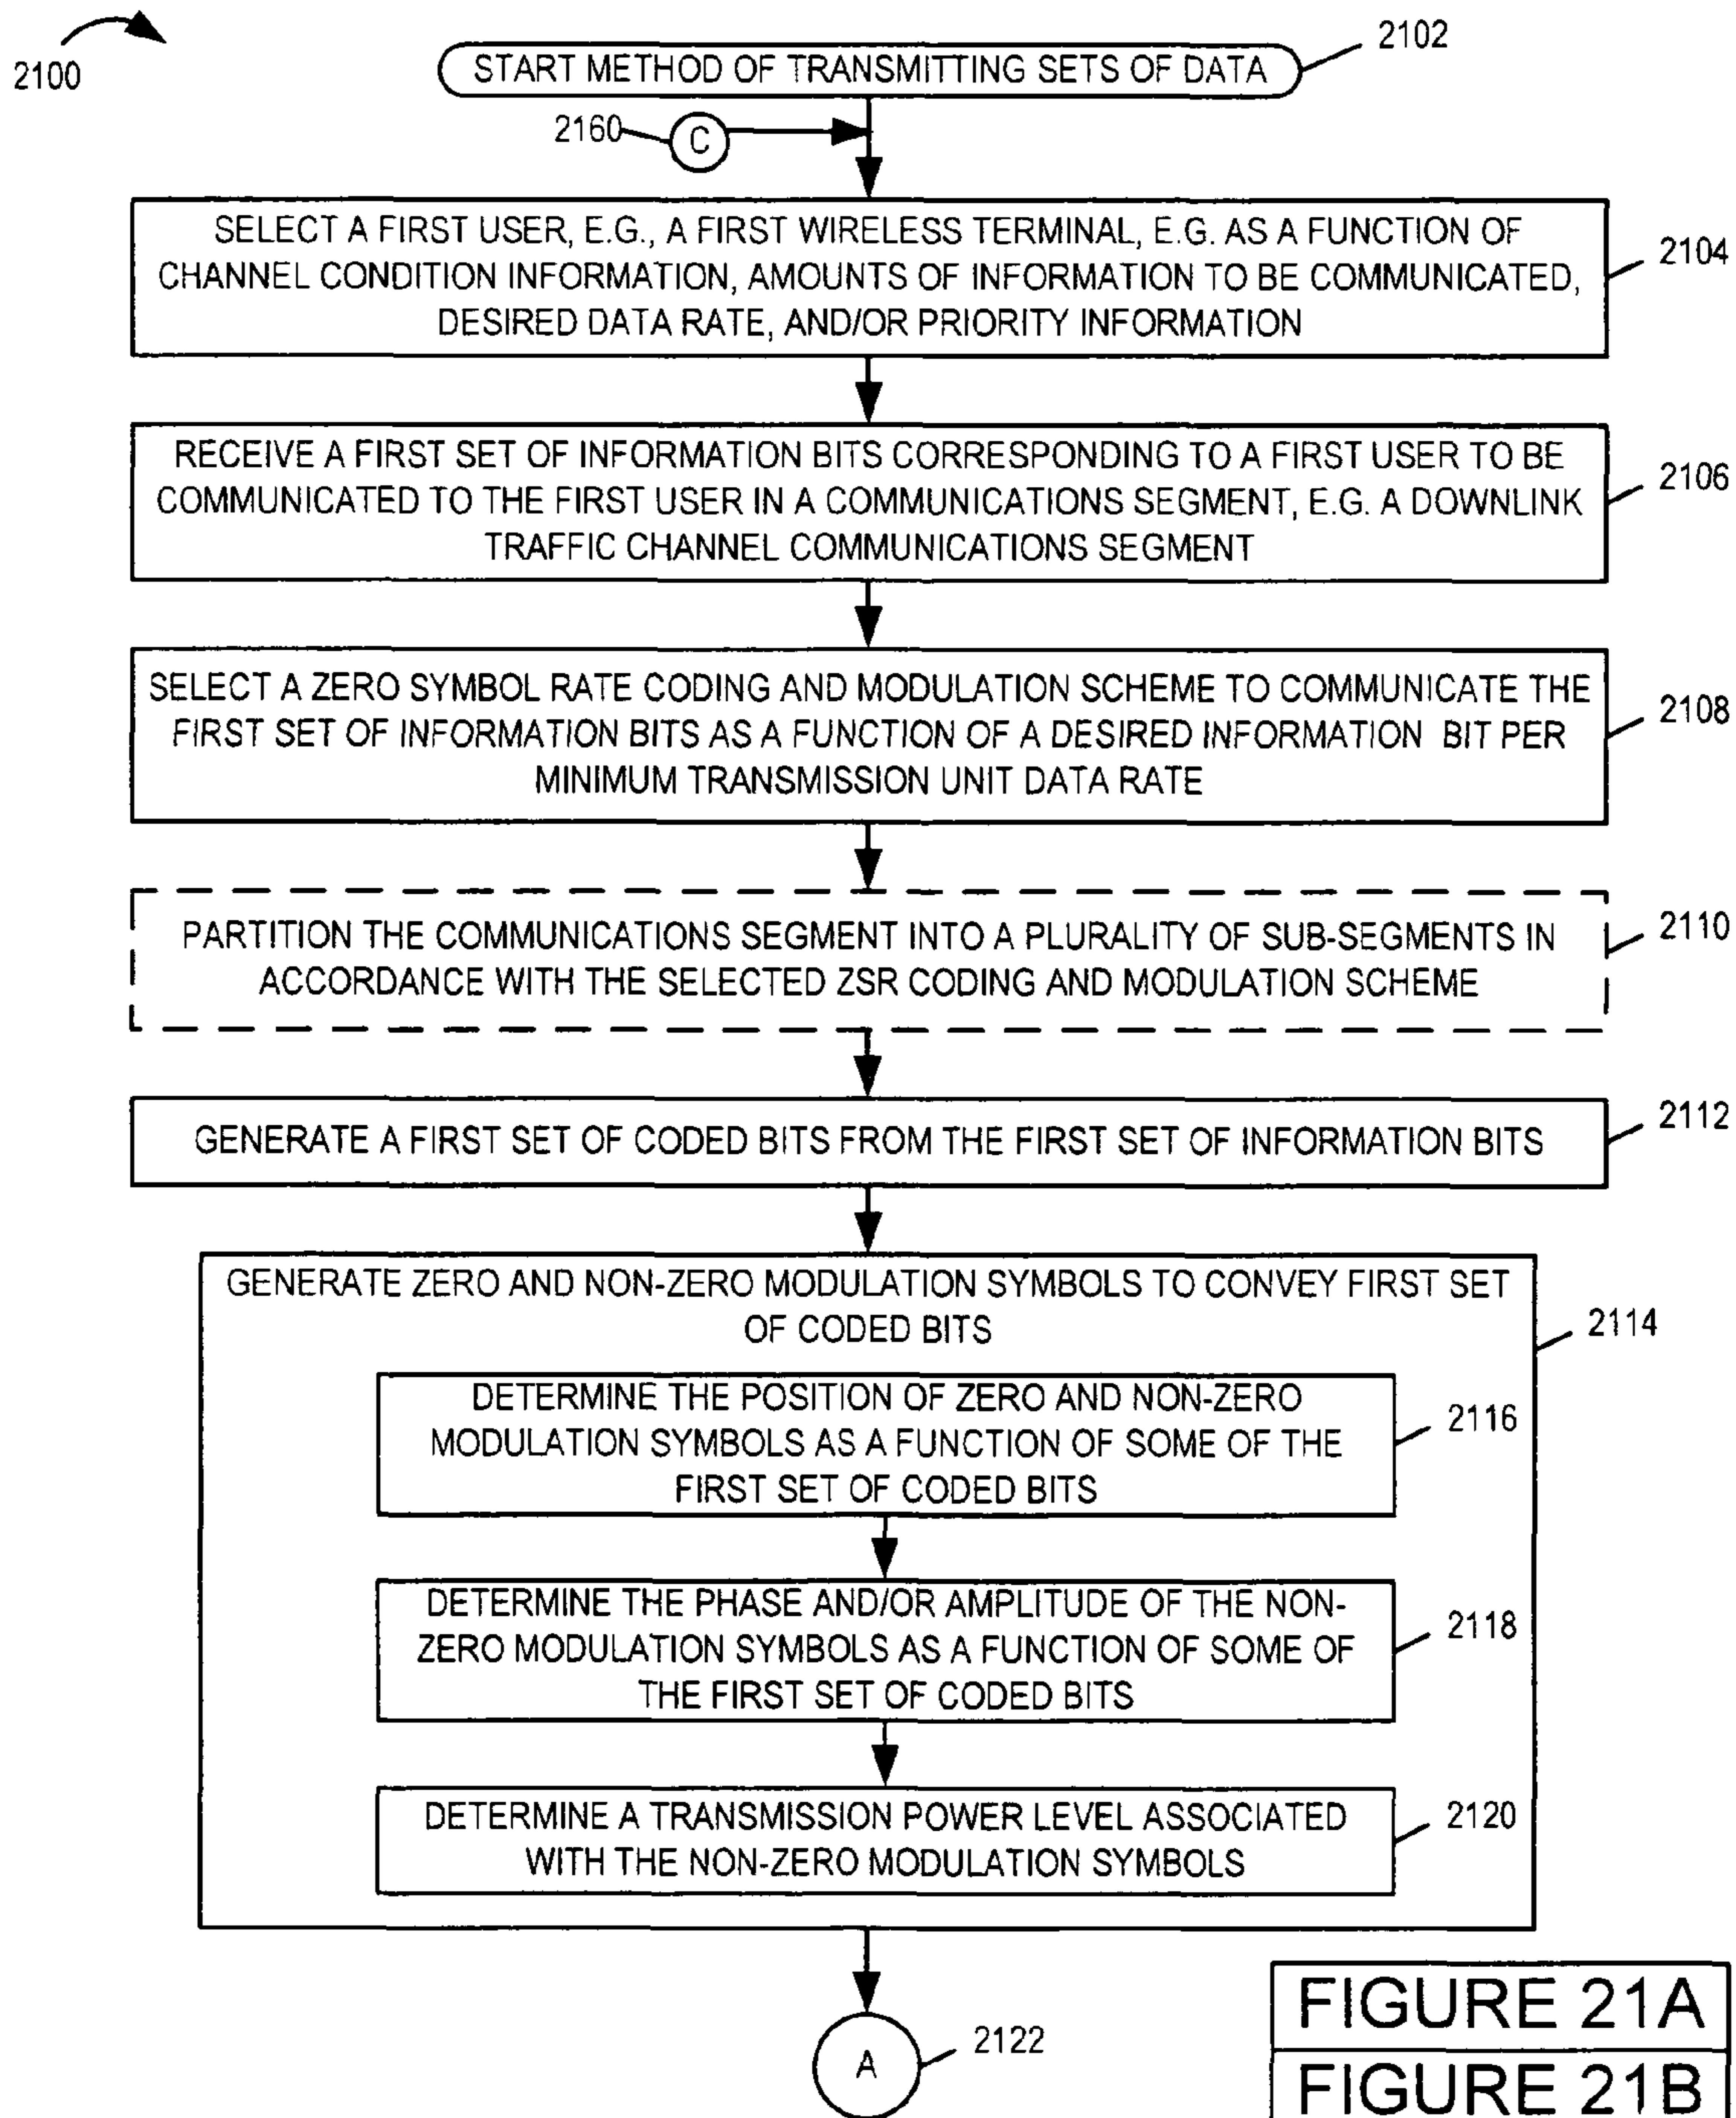 2100
START METHOD OF TRANSMITTING SETS OF DATA
2102
2160
C
SELECT A FIRST USER, E.G., A FIRST WIRELESS TERMINAL, E.G. AS A FUNCTION OF
CHANNEL CONDITION INFORMATION, AMOUNTS OF INFORMATION TO BE COMMUNICATED,
DESIRED DATA RATE, AND/OR PRIORITY INFORMATION
2104
RECEIVE A FIRST SET OF INFORMATION BITS CORRESPONDING TO A FIRST USER TO BE
COMMUNICATED TO THE FIRST USER IN A COMMUNICATIONS SEGMENT, E.G. A DOWNLINK
TRAFFIC CHANNEL COMMUNICATIONS SEGMENT
2106
SELECT A ZERO SYMBOL RATE CODING AND MODULATION SCHEME TO COMMUNICATE THE
FIRST SET OF INFORMATION BITS AS A FUNCTION OF A DESIRED INFORMATION BIT PER
MINIMUM TRANSMISSION UNIT DATA RATE
2108
PARTITION THE COMMUNICATIONS SEGMENT INTO A PLURALITY OF SUB-SEGMENTS IN
ACCORDANCE WITH THE SELECTED ZSR CODING AND MODULATION SCHEME
2110
GENERATE A FIRST SET OF CODED BITS FROM THE FIRST SET OF INFORMATION BITS
2112
GENERATE ZERO AND NON-ZERO MODULATION SYMBOLS TO CONVEY FIRST SET
OF CODED BITS
2114
DETERMINE THE POSITION OF ZERO AND NON-ZERO
MODULATION SYMBOLS AS A FUNCTION OF SOME OF THE
FIRST SET OF CODED BITS
2116
DETERMINE THE PHASE AND/OR AMPLITUDE OF THE NON-
ZERO MODULATION SYMBOLS AS A FUNCTION OF SOME OF
THE FIRST SET OF CODED BITS
2118
DETERMINE A TRANSMISSION POWER LEVEL ASSOCIATED
WITH THE NON-ZERO MODULATION SYMBOLS
2120
A
2122
FIGURE 21A
FIGURE 21B